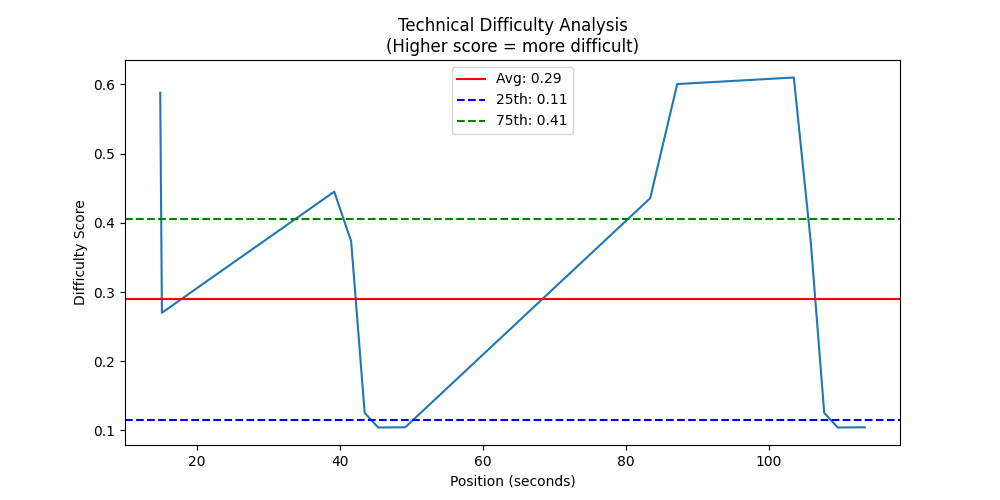 Technical Difficulty Analysis
(Higher score = more difficult)
Avg: 0.29
25th: 0.11
75th: 0.41
Difficulty Score
0.6
0.5
0.4
0.3
0.2
0.1
20 40 60 80 100
Position (seconds)